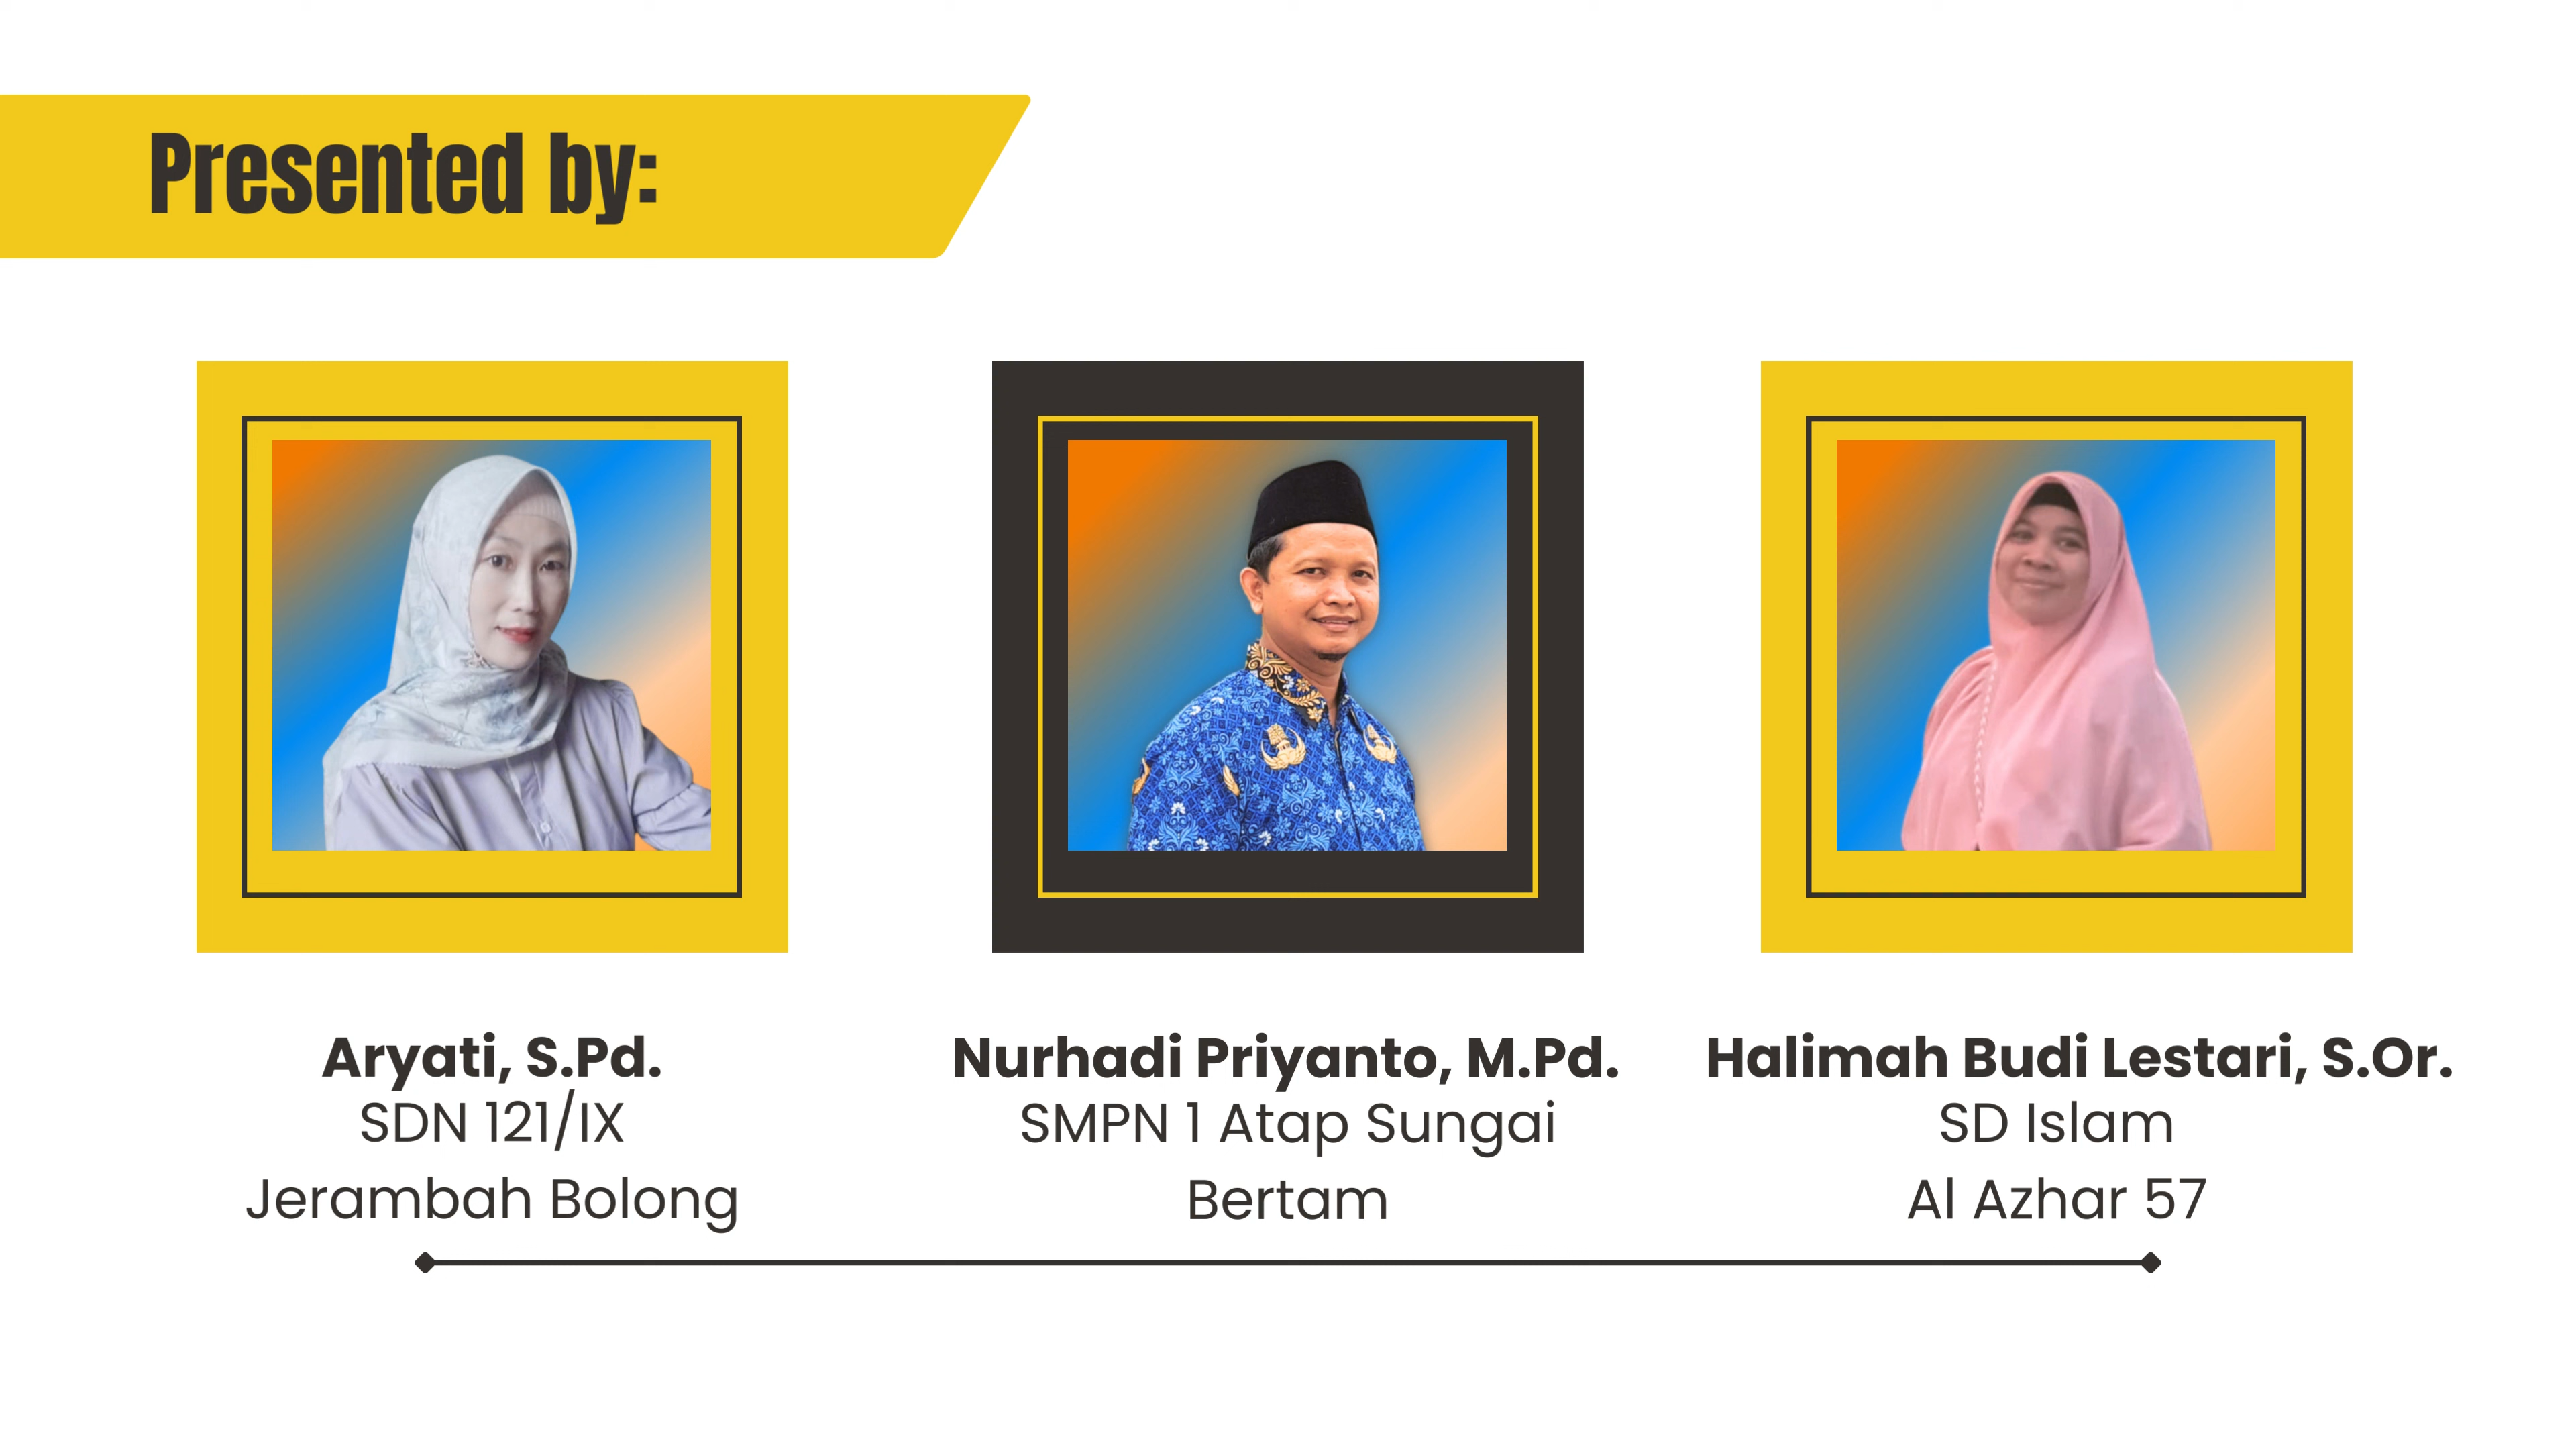 Presented by:
Aryati, S.Pd.
SDN 121/IX
Jerambah Bolong
Nurhadi Priyanto, M.Pd.
SMPN 1 Atap Sungai
Bertam
Halimah Budi Lestari, S.Or.
SD Islam
Al Azhar 57